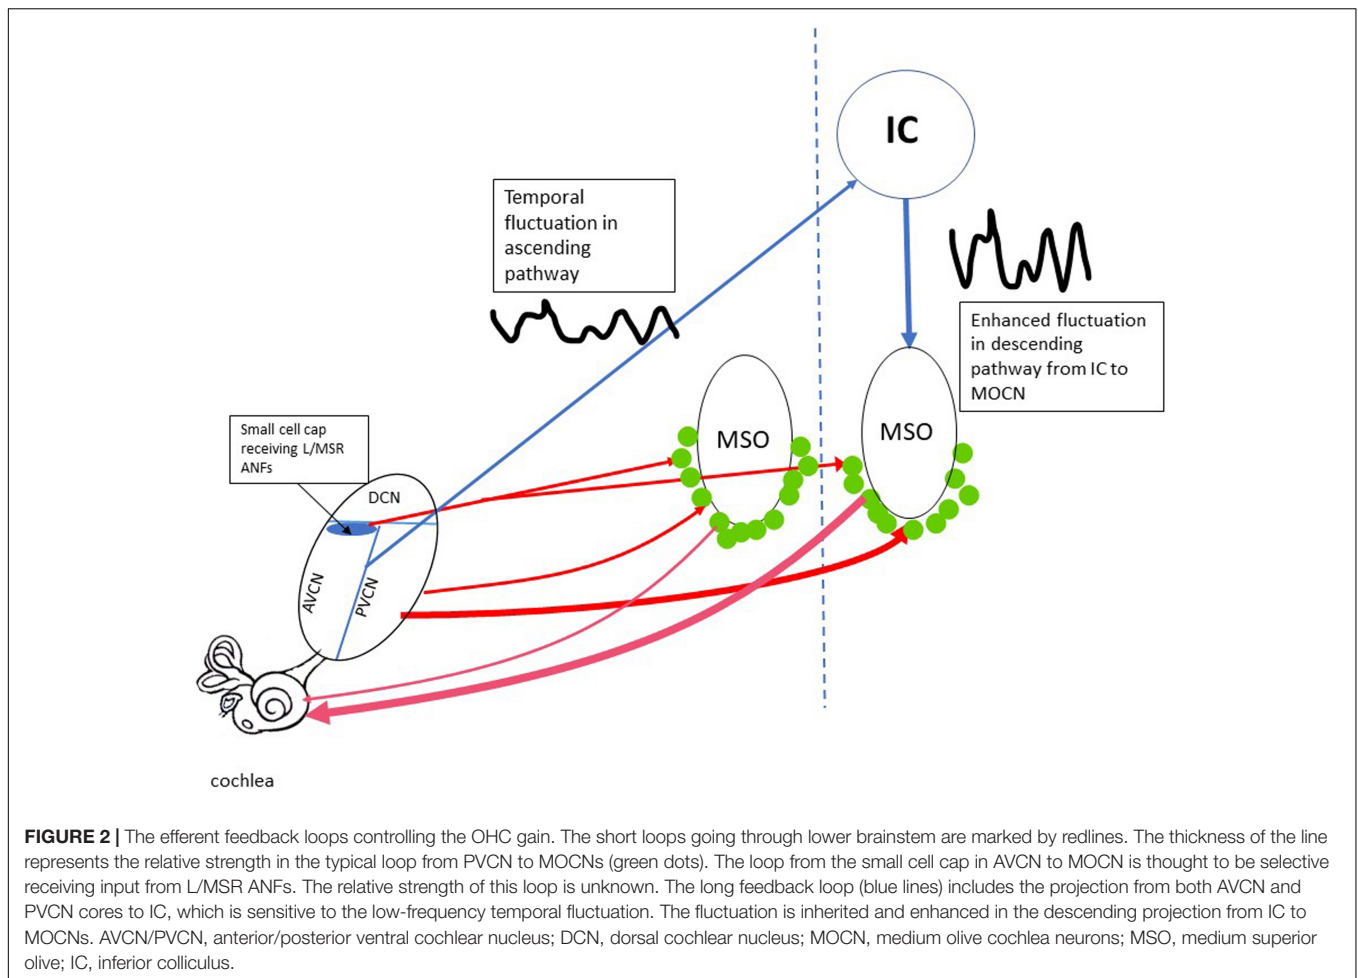 IC
Temporal
fluctuation in
ascending
pathway
Enhanced fluctuation
in descending
pathway from IC to
MOCN
Small cell cap
receiving L/MSR
ANFs
MSO
MSO
DCN
AVCN
PVCN
cochlea
FIGURE 2 | The efferent feedback loops controlling the OHC gain. The short loops going through lower brainstem are marked by redlines. The thickness of the line
represents the relative strength in the typical loop from PVCN to MOCNs (green dots). The loop from the small cell cap in AVCN to MOCN is thought to be selective
receiving input from L/MSR ANFs. The relative strength of this loop is unknown. The long feedback loop (blue lines) includes the projection from both AVCN and
PVCN cores to IC, which is sensitive to the low-frequency temporal fluctuation. The fluctuation is inherited and enhanced in the descending projection from IC to
MOCNs. AVCN/PVCN, anterior/posterior ventral cochlear nucleus; DCN, dorsal cochlear nucleus; MOCN, medium olive cochlea neurons; MSO, medium superior
olive; IC, inferior colliculus.